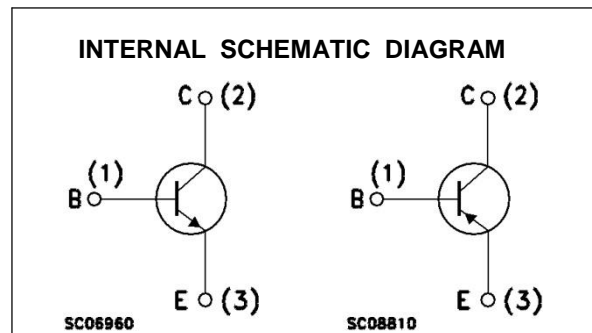 INTERNAL SCHEMATIC DIAGRAM
C (2)
C (2)
(1)
B
(1)
B
E (3)
E (3)
SC06960
SC08810